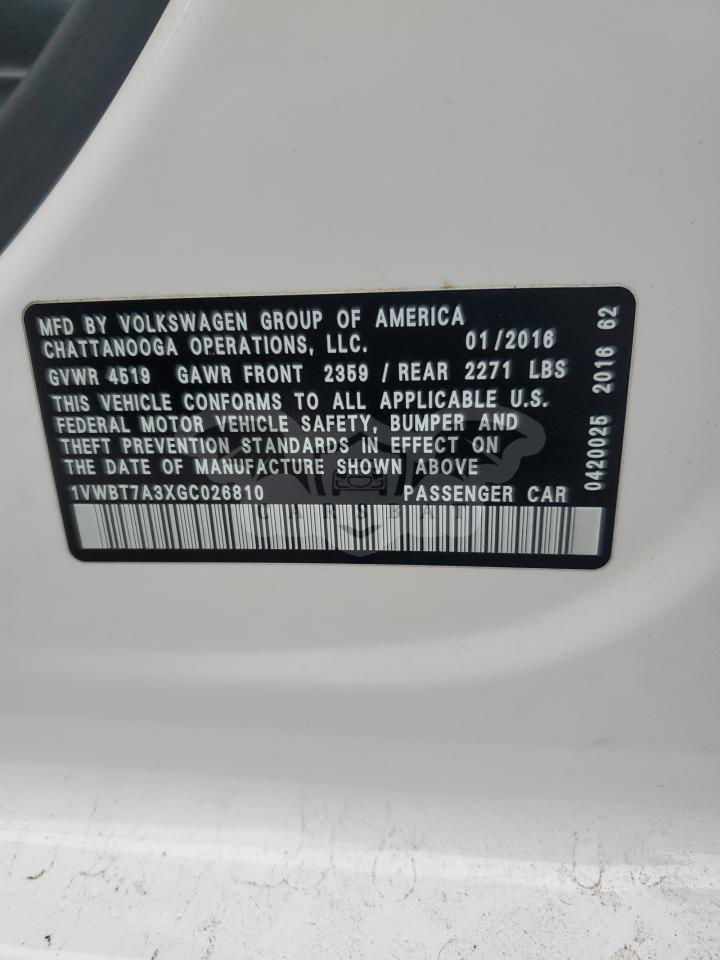 MFD BY VOLKSWAGEN GROUP OF AMERICA
CHATTANOOGA OPERATIONS, LLC. 01/2016
GVWR 4519 GAWR FRONT 2359 / REAR 2271 LBS
THIS VEHICLE CONFORMS TO ALL APPLICABLE U.S.
FEDERAL MOTOR VEHICLE SAFETY, BUMPER AND
THEFT PREVENTION STANDARDS IN EFFECT ON
THE DATE OF MANUFACTURE SHOWN ABOVE
1VWBT7A3XGC026810 PASSENGER CAR
0420025 2016 62